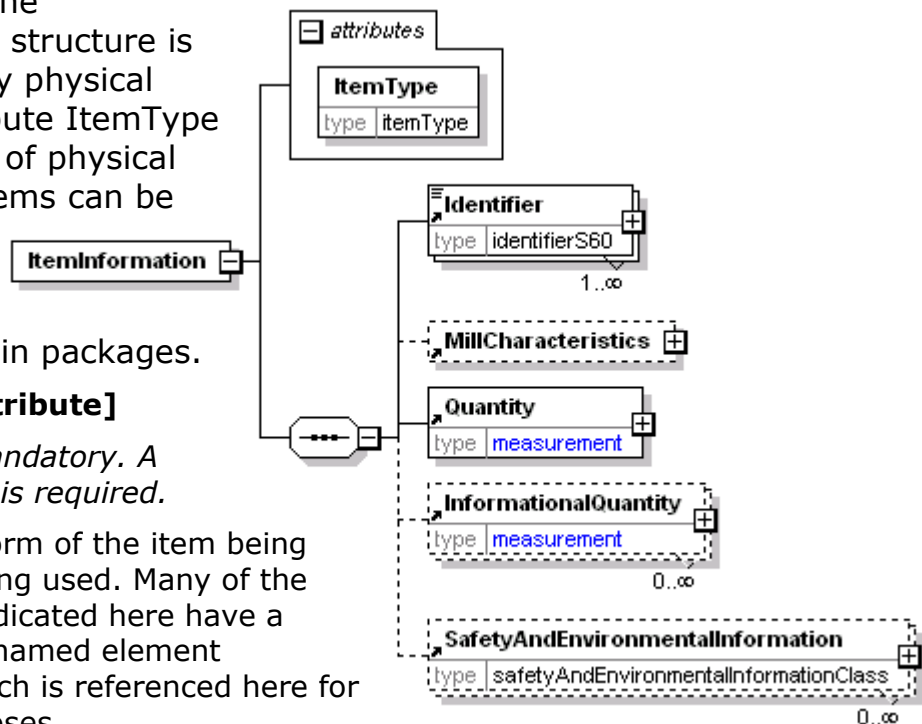 structure is
physical
ItemType
of physical
ems can be
in packages.
tribute]
ndatory. A
is required.
orm of the item being
ng used. Many of the
dicated here have a
named element
ch is referenced here for
attributes
ItemType
type itemType
ItemInformation
Identifier
type identifierS60
1..∞
MillCharacteristics
Quantity
type measurement
InformationalQuantity
type measurement
0..∞
SafetyAndEnvironmentalInformation
type safetyAndEnvironmentalInformationClass
0..∞